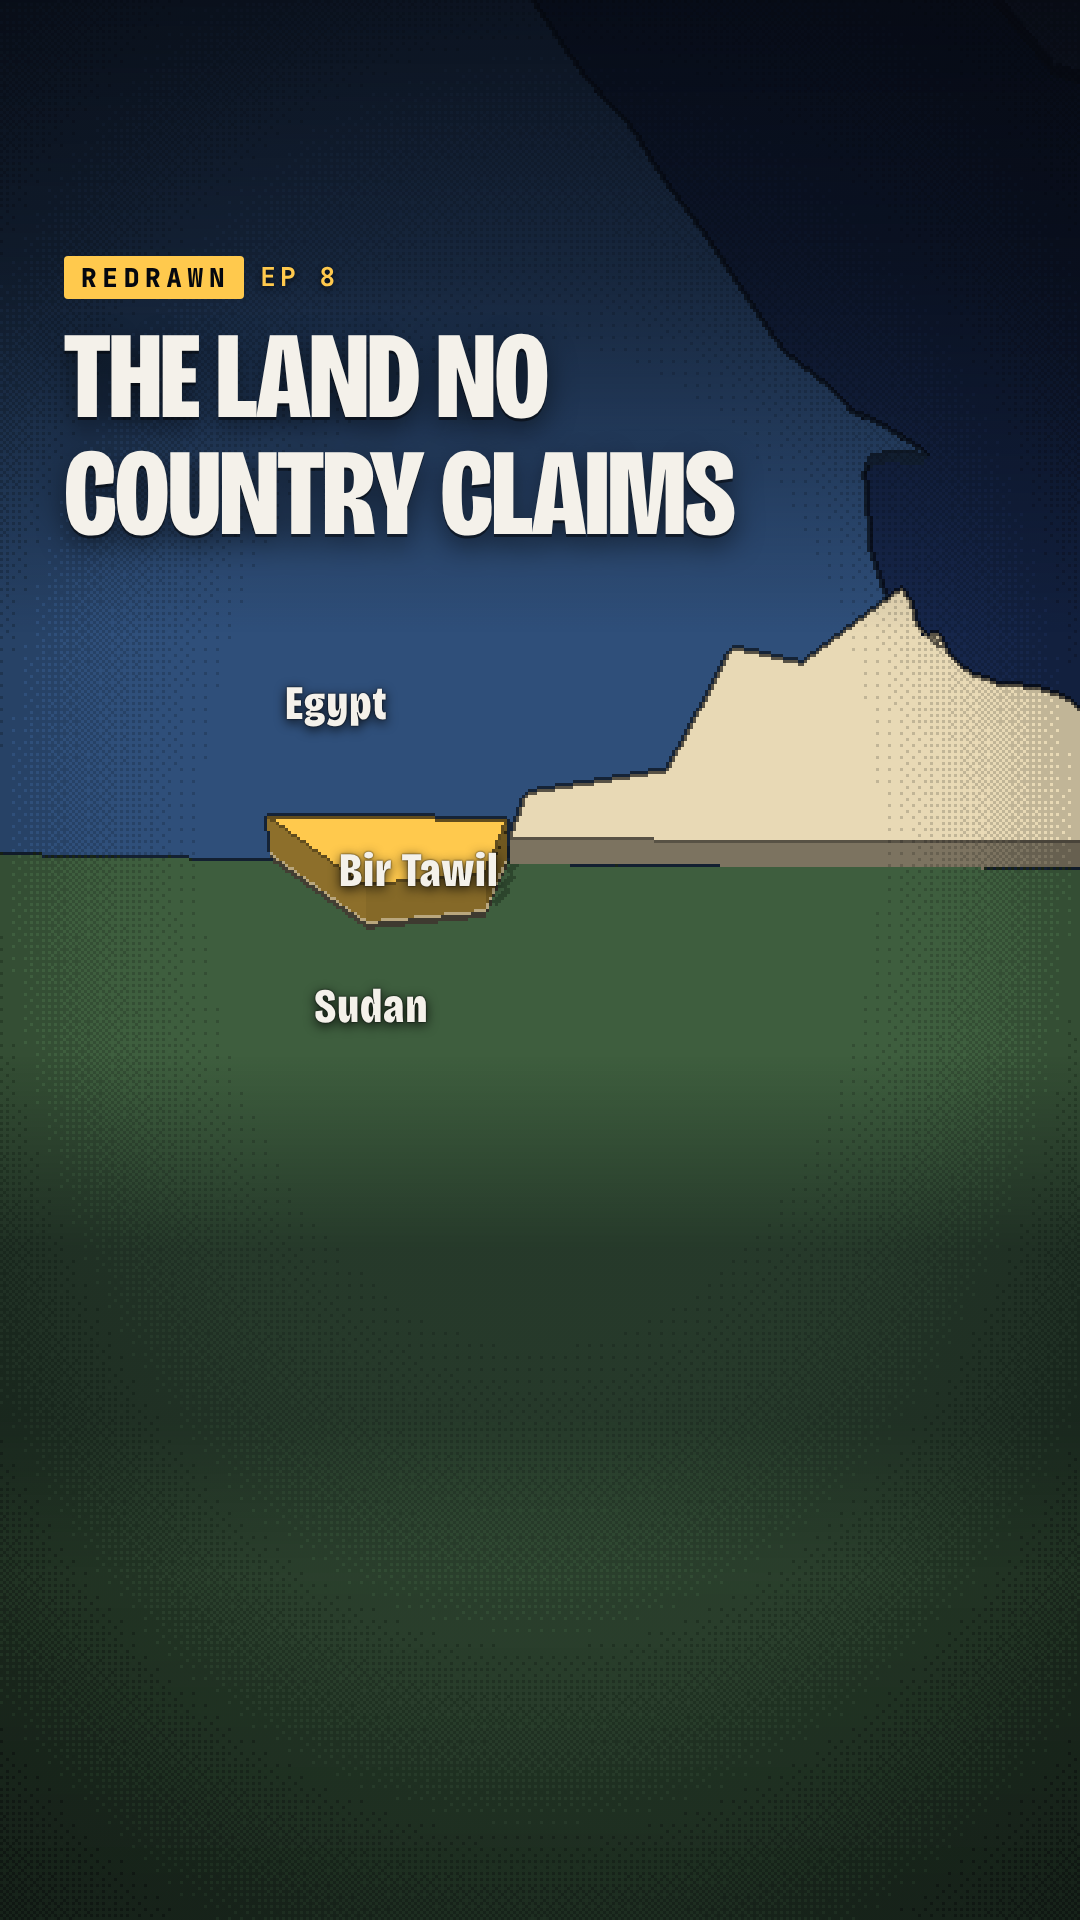 REDRAWN EP 8
THE LAND NO
COUNTRY CLAIMS
Egypt
Bir Tawil
Sudan